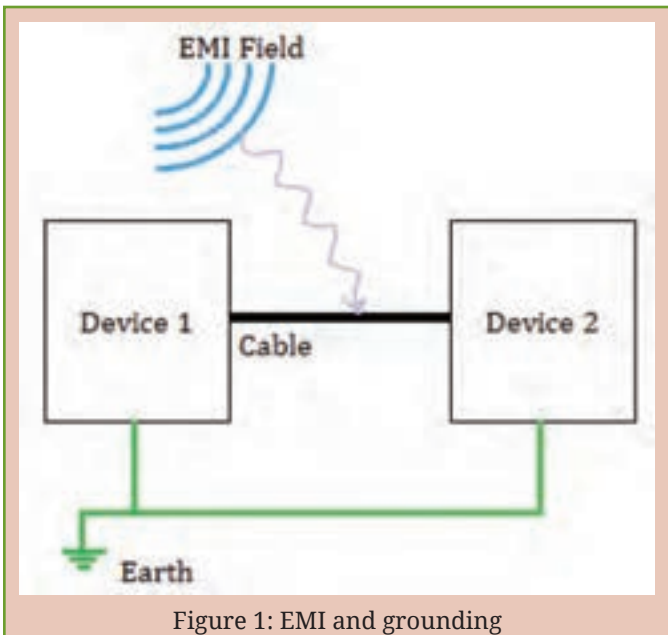 EMI Field
Device 1
Device 2
Cable
Earth
Figure 1: EMI and grounding